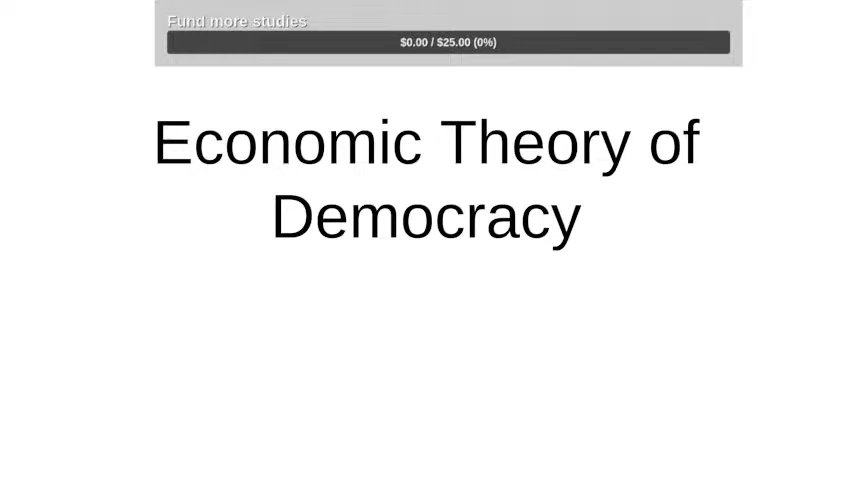 Fund more studies
$0.00 / $25.00 (0%)
Economic Theory of
Democracy